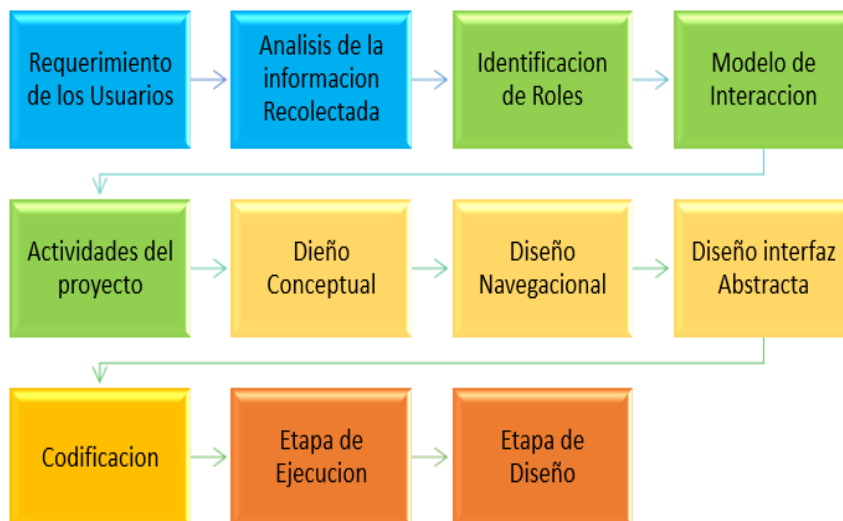 Requerimiento
de los Usuarios
Analisis de la
informacion
Recolectada
Identificacion
de Roles
Modelo de
Interaccion
Actividades del
proyecto
Dieño
Conceptual
Diseño
Navegacional
Diseño interfaz
Abstracta
Codificacion
Etapa de
Ejecucion
Etapa de
Diseño